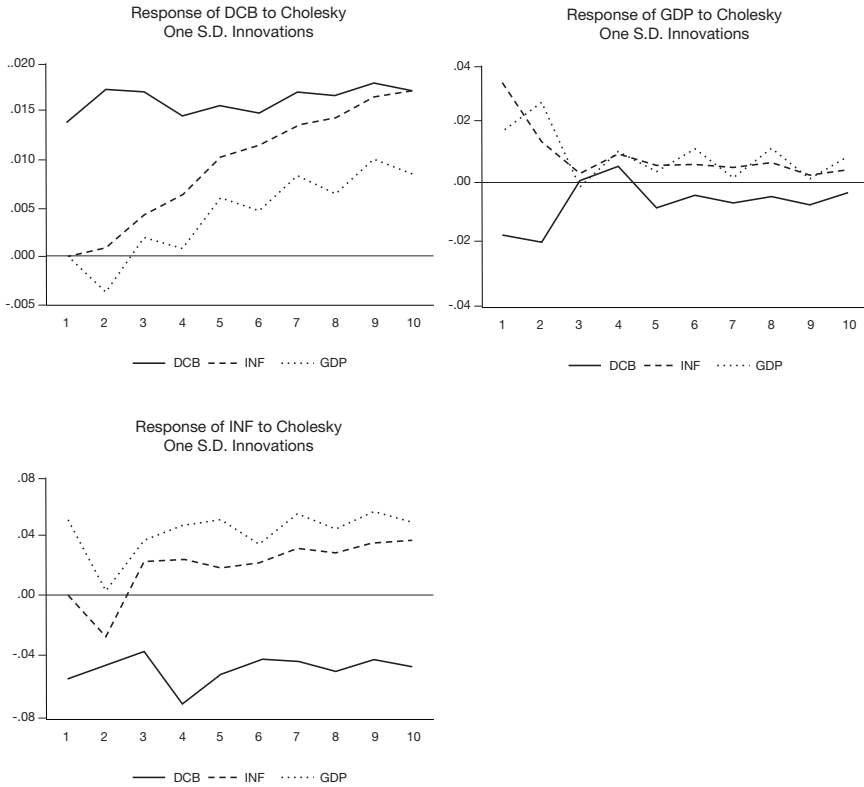 Response of DCB to Cholesky
One S.D. Innovations
..020
.015
.010
.005
.000
-.005
1 2 3 4 5 6 7 8 9 10
DCB INF GDP
Response of GDP to Cholesky
One S.D. Innovations
.04
.02
.00
-.02
-.04
1 2 3 4 5 6 7 8 9 10
DCB INF GDP
Response of INF to Cholesky
One S.D. Innovations
.08
.04
.00
-.04
-.08
1 2 3 4 5 6 7 8 9 10
DCB INF GDP